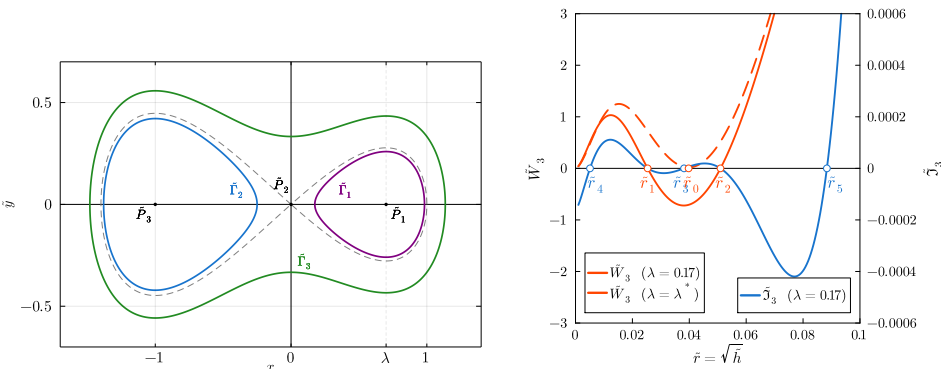 0.5
0
−0.5
ỹ
−1
0
λ
1
P̃₃
P̃₂
P̃₁
Γ̃₂
Γ̃₁
Γ̃₃
3
2
1
0
−1
−2
−3
W̃₃
0
0.02
0.04
0.06
0.08
0.1
r̃ = √h̃
0.0006
0.0004
0.0002
0
−0.0002
−0.0004
−0.0006
ℑ̃₃
r̃₄
r̃₁
r̃₃
r̃₀
r̃₂
r̃₅
W̃₃ (λ = 0.17)
W̃₃ (λ = λ*)
ℑ̃₃ (λ = 0.17)